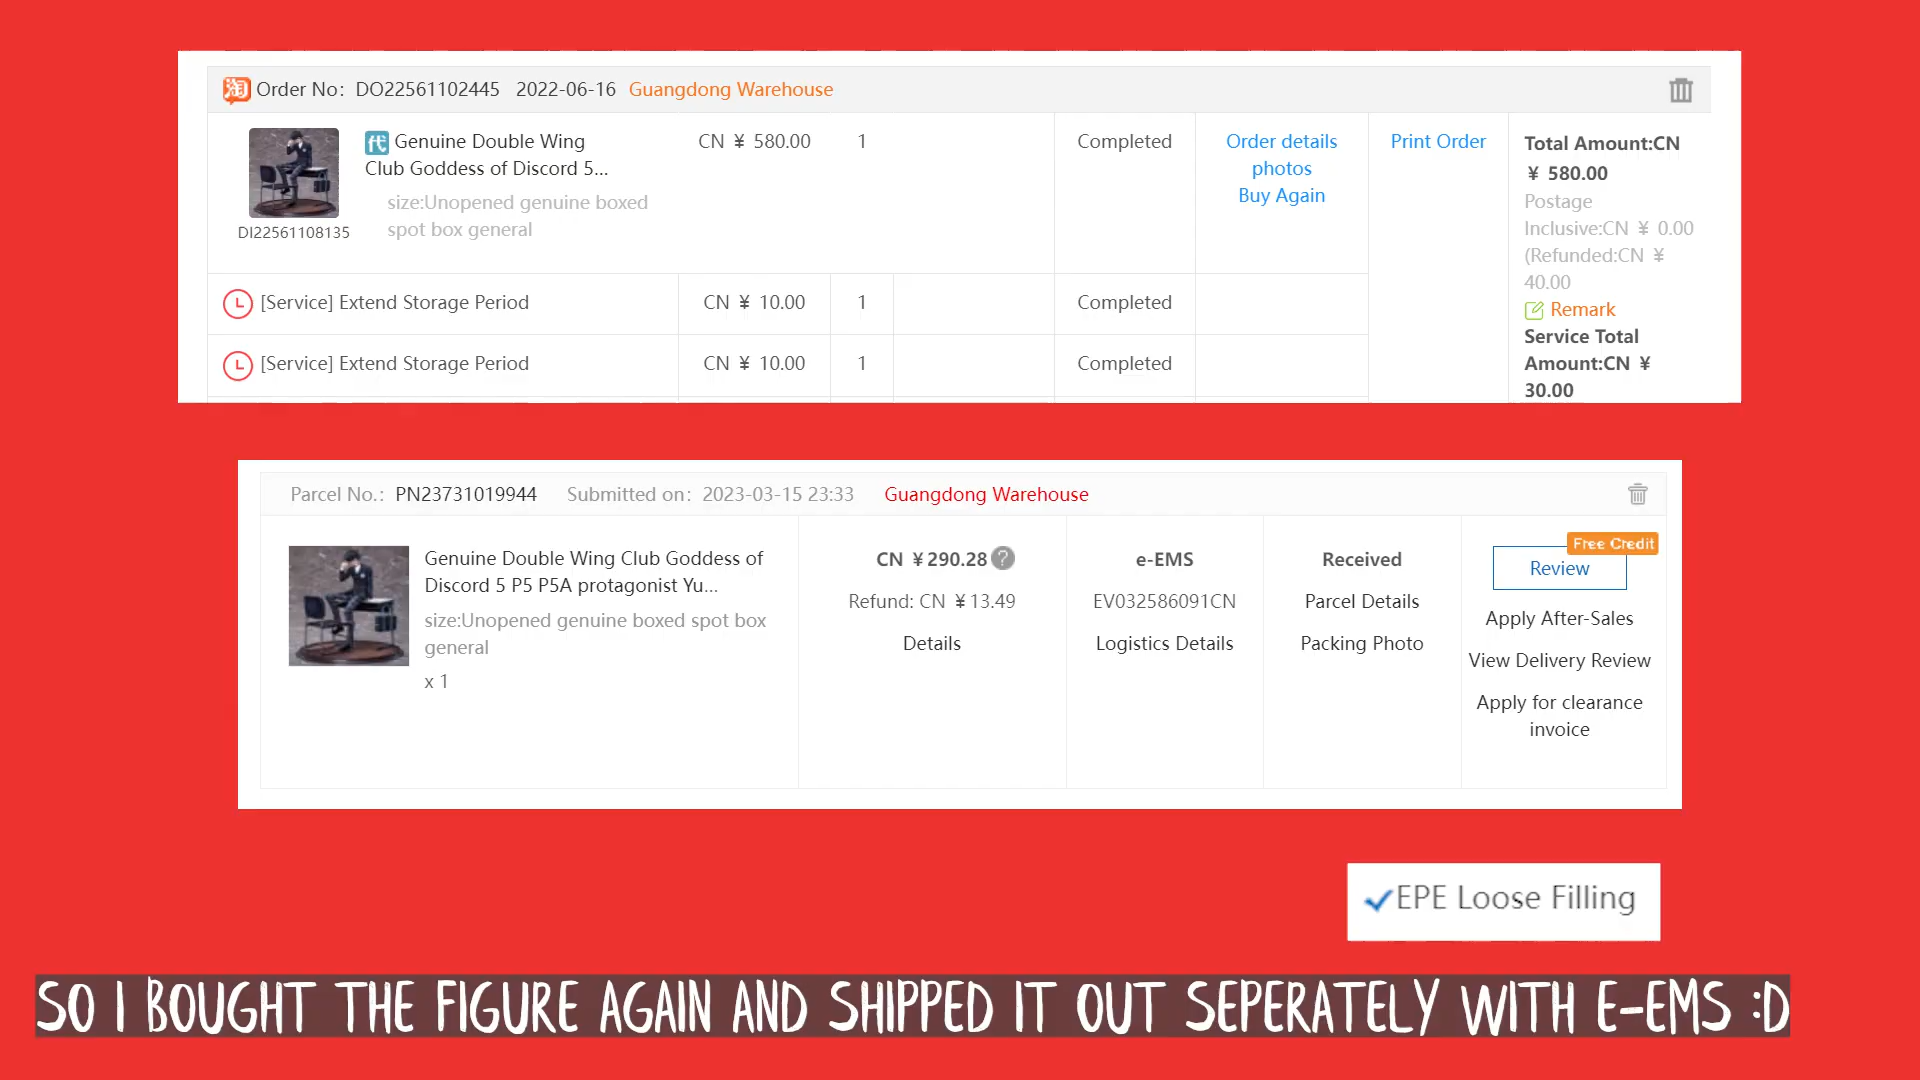 淘 Order No: DO22561102445 2022-06-16 Guangdong Warehouse
代 Genuine Double Wing
Club Goddess of Discord 5...
size:Unopened genuine boxed
spot box general
DI22561108135
CN ¥ 580.00
1
Completed
Order details
photos
Buy Again
Print Order
Total Amount:CN
¥ 580.00
Postage
Inclusive:CN ¥ 0.00
(Refunded:CN ¥
40.00
Remark
Service Total
Amount:CN ¥
30.00
[Service] Extend Storage Period CN ¥ 10.00 1 Completed
[Service] Extend Storage Period CN ¥ 10.00 1 Completed
Parcel No.: PN23731019944 Submitted on: 2023-03-15 23:33 Guangdong Warehouse
Genuine Double Wing Club Goddess of
Discord 5 P5 P5A protagonist Yu...
size:Unopened genuine boxed spot box
general
x 1
CN ¥290.28 ?
Refund: CN ¥13.49
Details
e-EMS
EV032586091CN
Logistics Details
Received
Parcel Details
Packing Photo
Free Credit
Review
Apply After-Sales
View Delivery Review
Apply for clearance
invoice
EPE Loose Filling
SO I BOUGHT THE FIGURE AGAIN AND SHIPPED IT OUT SEPERATELY WITH E-EMS :D